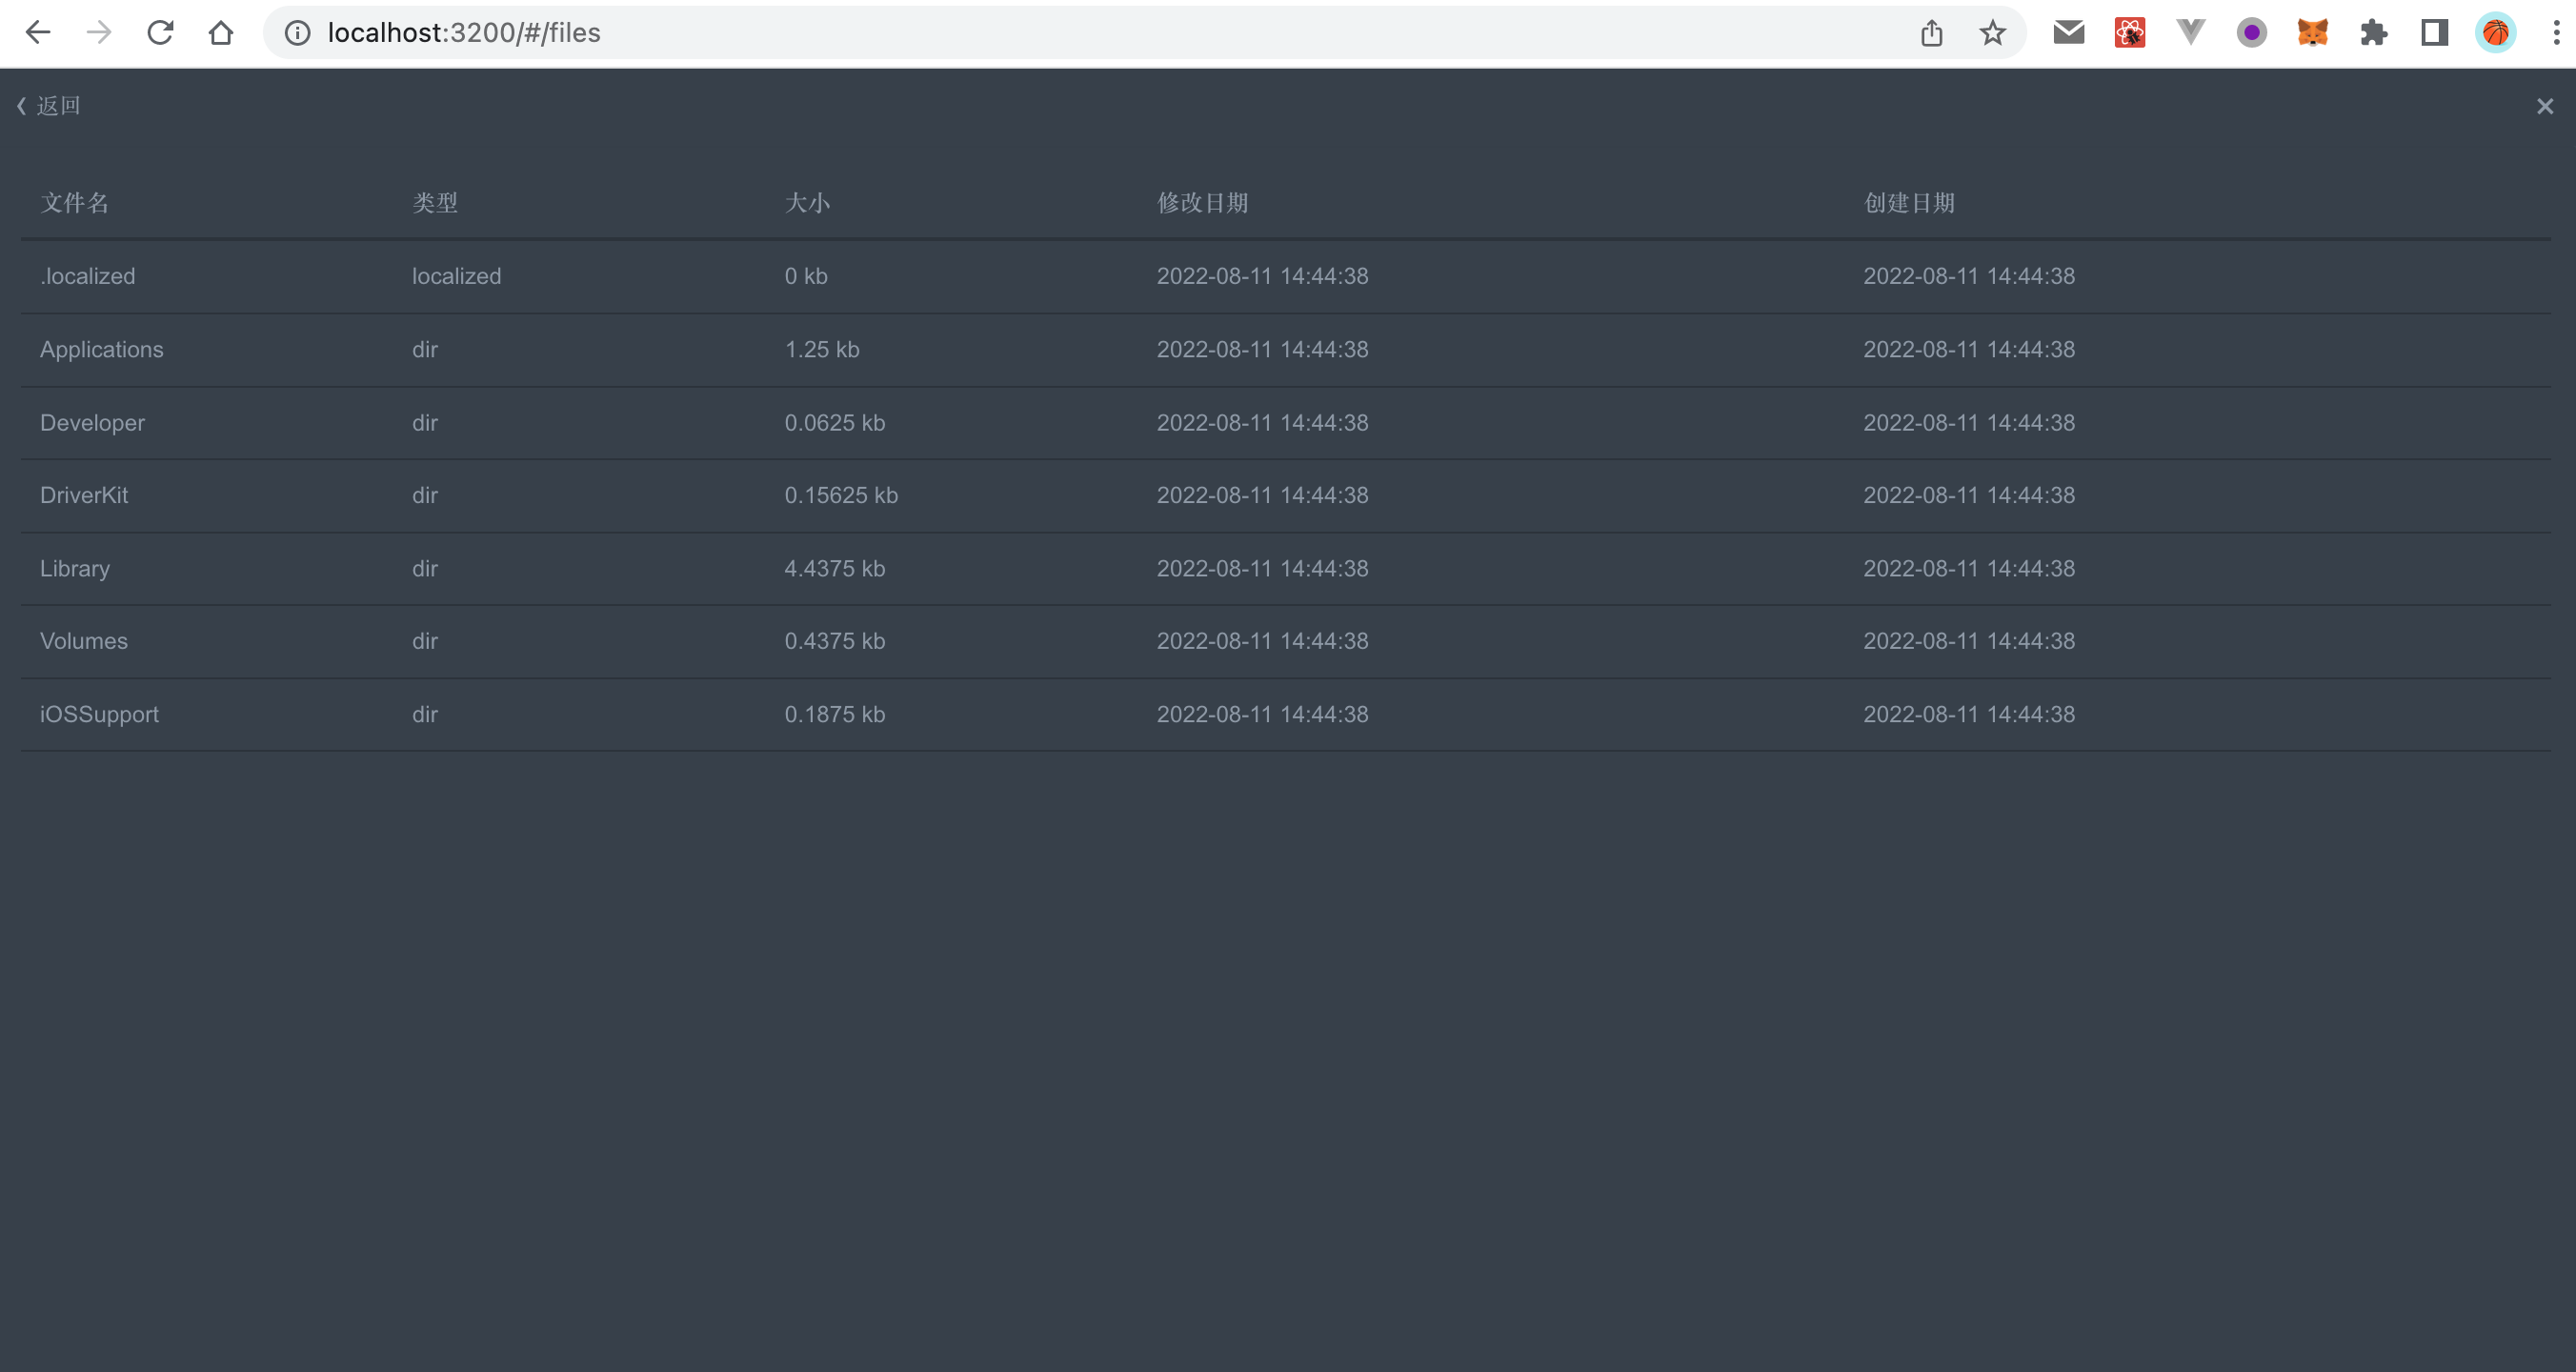 localhost:3200/#/files
返回
文件名 类型 大小 修改日期 创建日期
.localized localized 0 kb 2022-08-11 14:44:38 2022-08-11 14:44:38
Applications dir 1.25 kb 2022-08-11 14:44:38 2022-08-11 14:44:38
Developer dir 0.0625 kb 2022-08-11 14:44:38 2022-08-11 14:44:38
DriverKit dir 0.15625 kb 2022-08-11 14:44:38 2022-08-11 14:44:38
Library dir 4.4375 kb 2022-08-11 14:44:38 2022-08-11 14:44:38
Volumes dir 0.4375 kb 2022-08-11 14:44:38 2022-08-11 14:44:38
iOSSupport dir 0.1875 kb 2022-08-11 14:44:38 2022-08-11 14:44:38